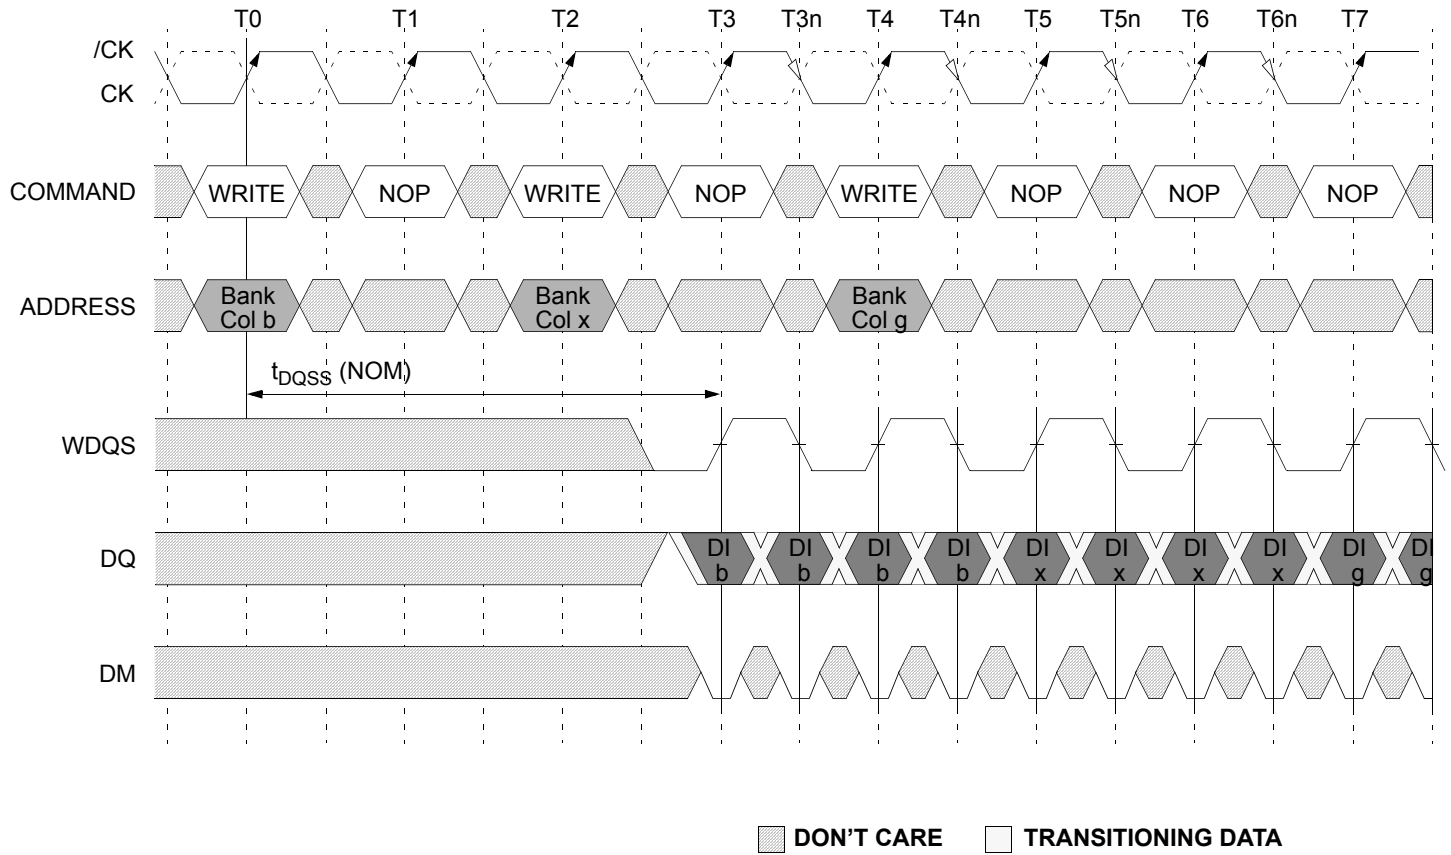 T0 T1 T2 T3 T3n T4 T4n T5 T5n T6 T6n T7
/CK
CK
COMMAND WRITE NOP WRITE NOP WRITE NOP NOP NOP
ADDRESS
Bank Bank Bank
Col b Col x Col g
tDQSS (NOM)
WDQS
DQ
DI DI DI DI DI DI DI DI DI DI
b b b b x x x x g g
DM
DON'T CARE TRANSITIONING DATA